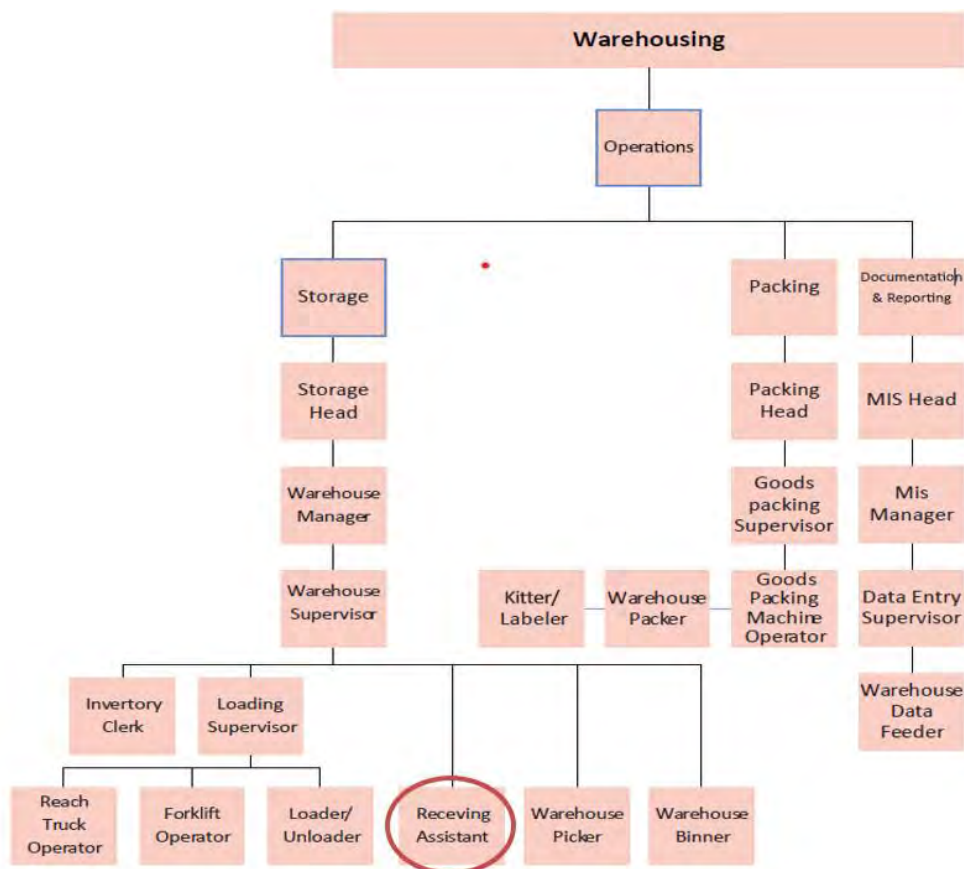 Warehousing
Operations
Storage
Packing
Documentation
& Reporting
Storage
Head
Packing
Head
MIS Head
Warehouse
Manager
Goods
packing
Supervisor
Mis
Manager
Warehouse
Supervisor
Kitter/
Labeler
Warehouse
Packer
Goods
Packing
Machine
Operator
Data Entry
Supervisor
Invertory
Clerk
Loading
Supervisor
Warehouse
Data
Feeder
Reach
Truck
Operator
Forklift
Operator
Loader/
Unloader
Receving
Assistant
Warehouse
Picker
Warehouse
Binner